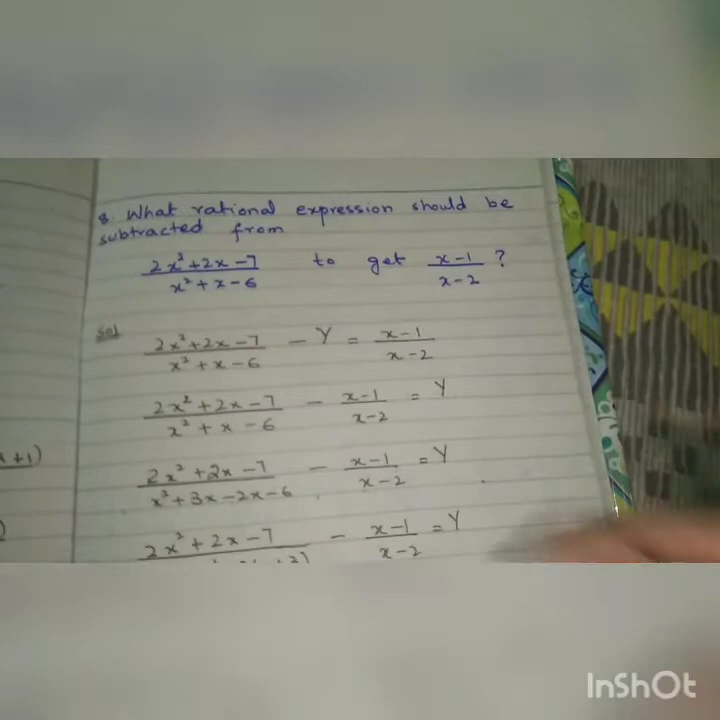 8. What rational expression should be
subtracted from
2x²+2x-7/x²+x-6 to get x-1/x-2 ?
Sol
2x²+2x-7/x²+x-6 - Y = x-1/x-2
2x²+2x-7/x²+x-6 - x-1/x-2 = Y
x+1)
2x²+2x-7/x²+3x-2x-6 - x-1/x-2 = Y
2x²+2x-7 - x-1/x-2 = Y
InShOt